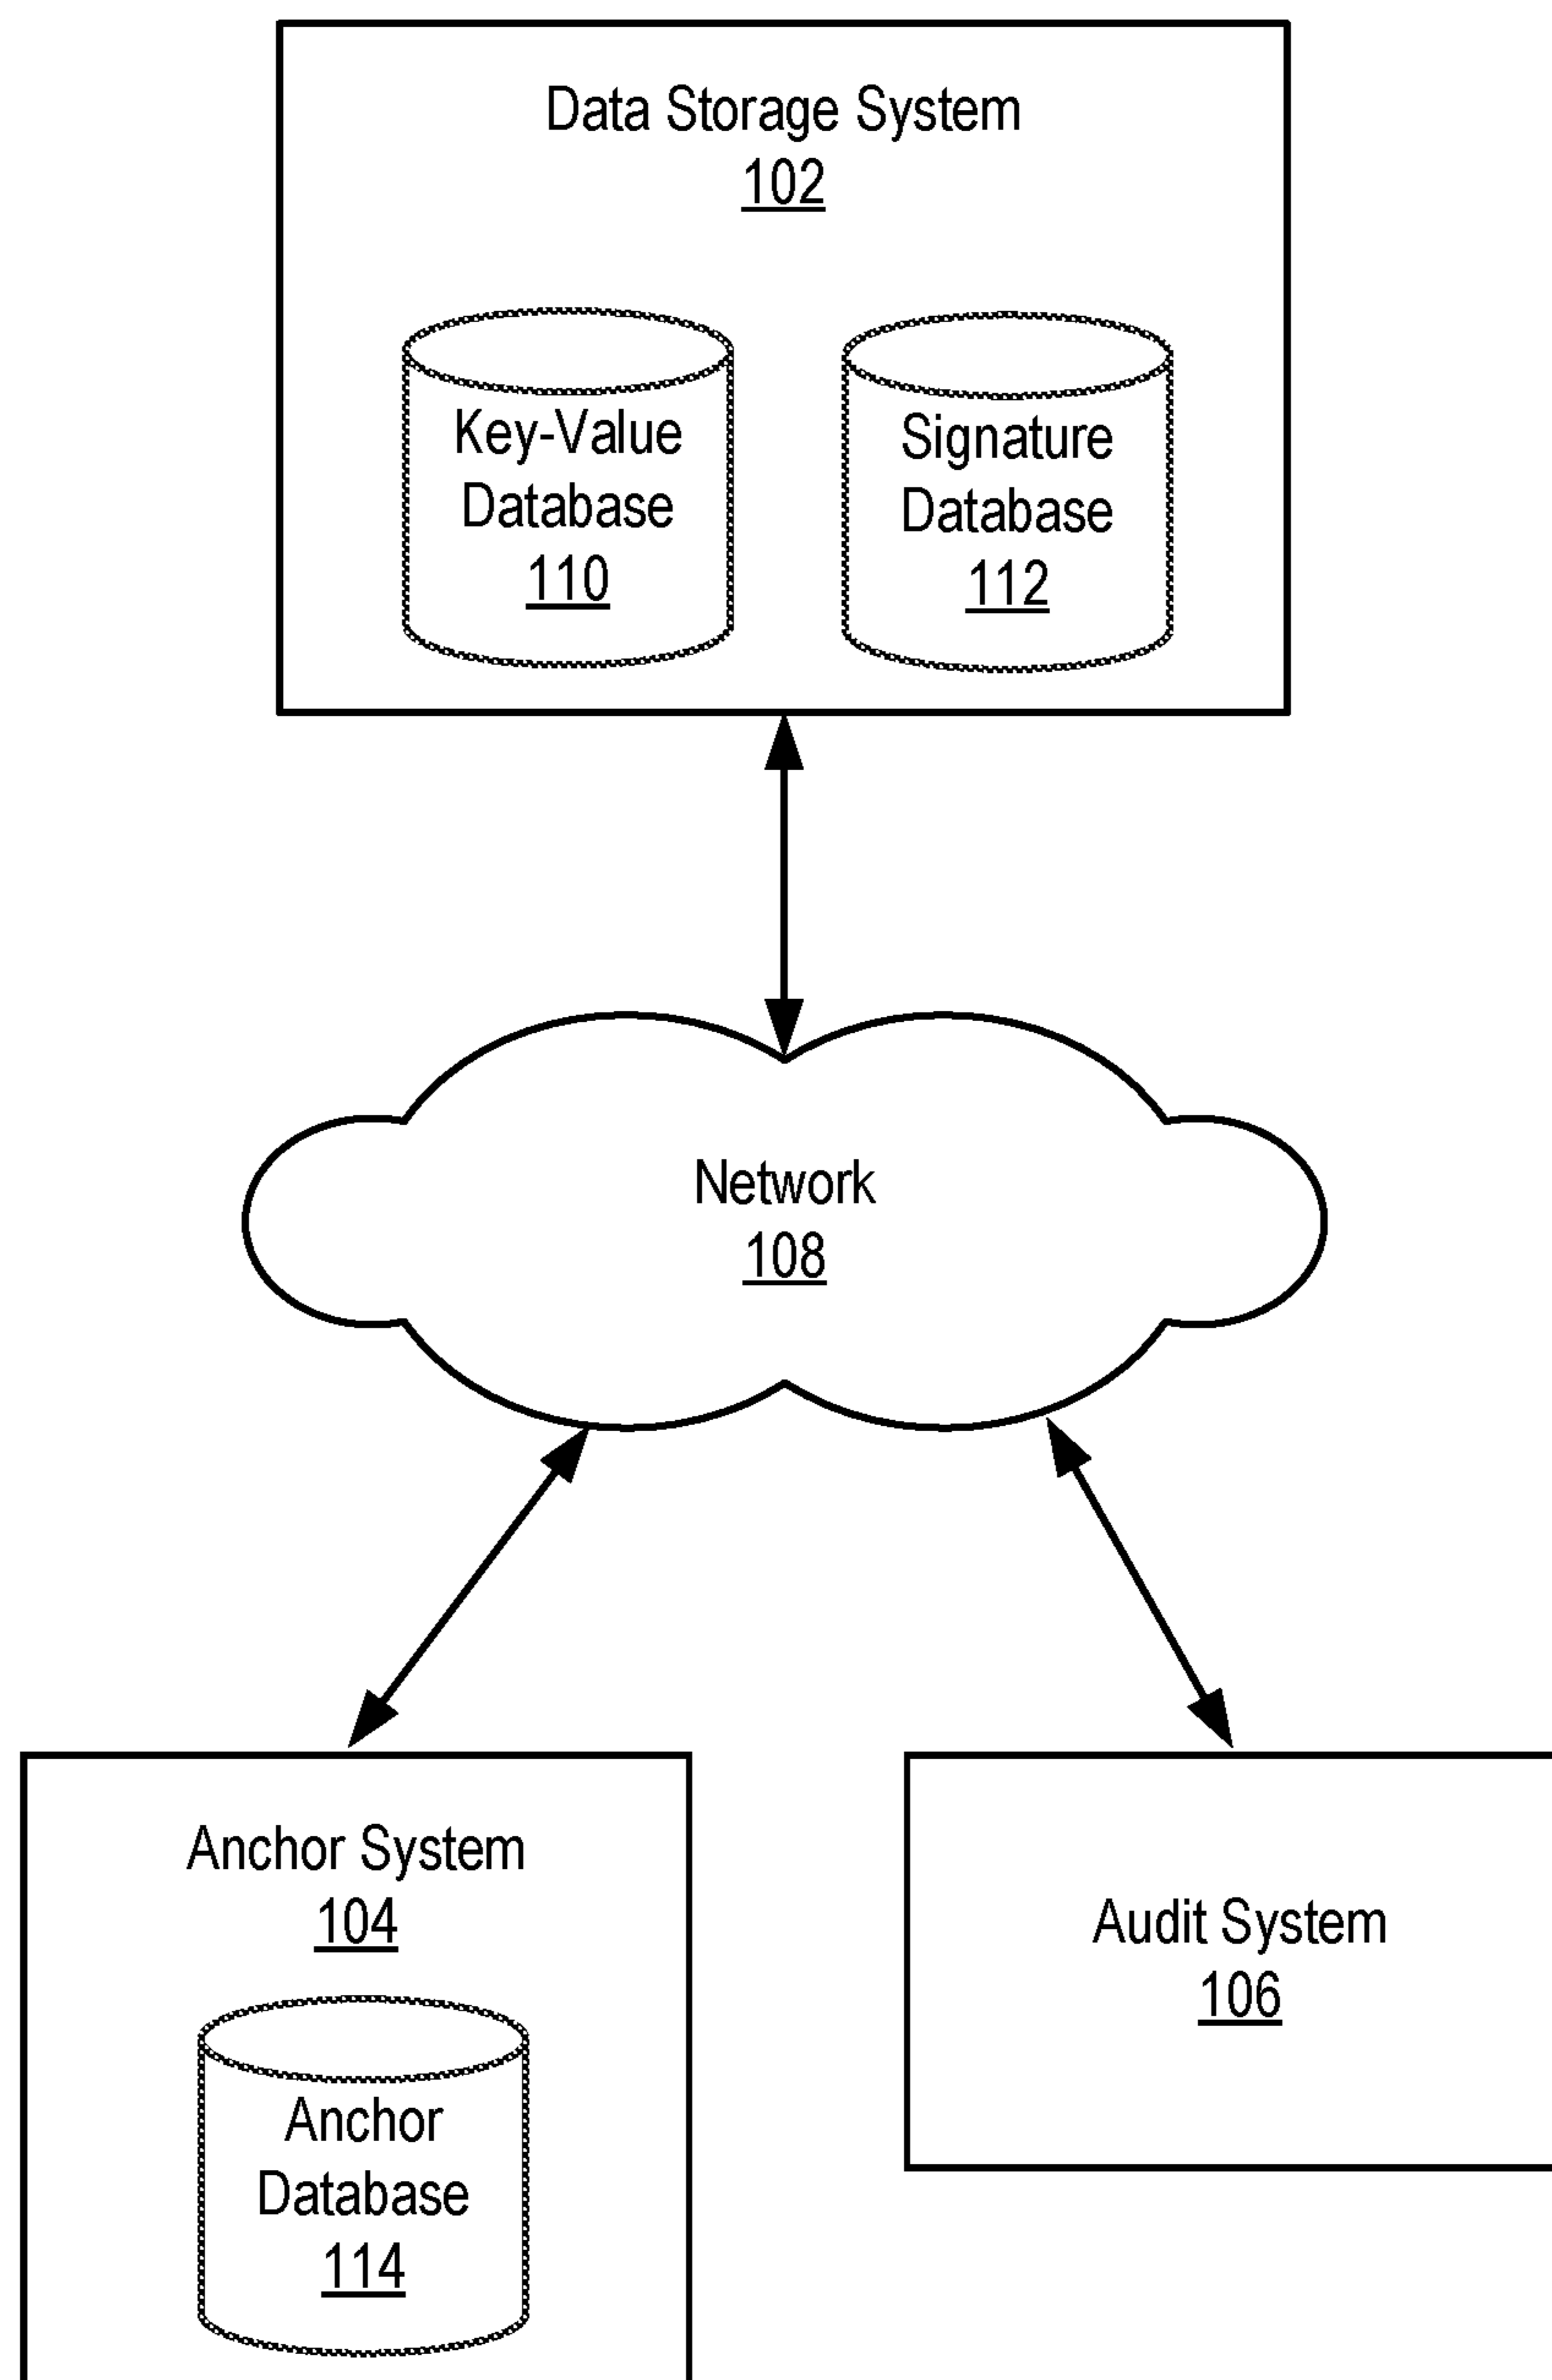 Data Storage System
102
Key-Value
Database
110
Signature
Database
112
Network
108
Anchor System
104
Anchor
Database
114
Audit System
106